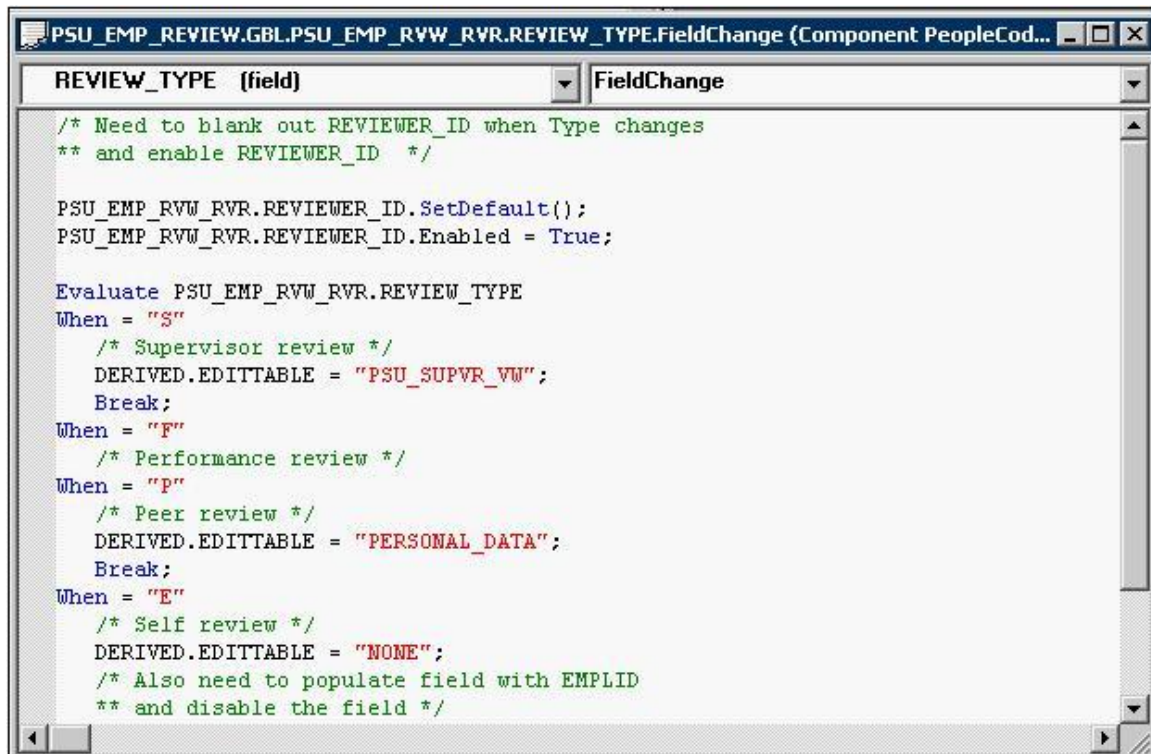 PSU_EMP_REVIEW.GBL.PSU_EMP_RVW_RVR.REVIEW_TYPE.FieldChange (Component PeopleCod...
REVIEW_TYPE (field)
FieldChange
/* Need to blank out REVIEWER_ID when Type changes
** and enable REVIEWER_ID */
PSU_EMP_RVW_RVR.REVIEWER_ID.SetDefault();
PSU_EMP_RVW_RVR.REVIEWER_ID.Enabled = True;
Evaluate PSU_EMP_RVW_RVR.REVIEW_TYPE
When = "S"
/* Supervisor review */
DERIVED.EDITTABLE = "PSU_SUPVR_VW";
Break;
When = "F"
/* Performance review */
When = "P"
/* Peer review */
DERIVED.EDITTABLE = "PERSONAL_DATA";
Break;
When = "E"
/* Self review */
DERIVED.EDITTABLE = "NONE";
/* Also need to populate field with EMPLID
** and disable the field */